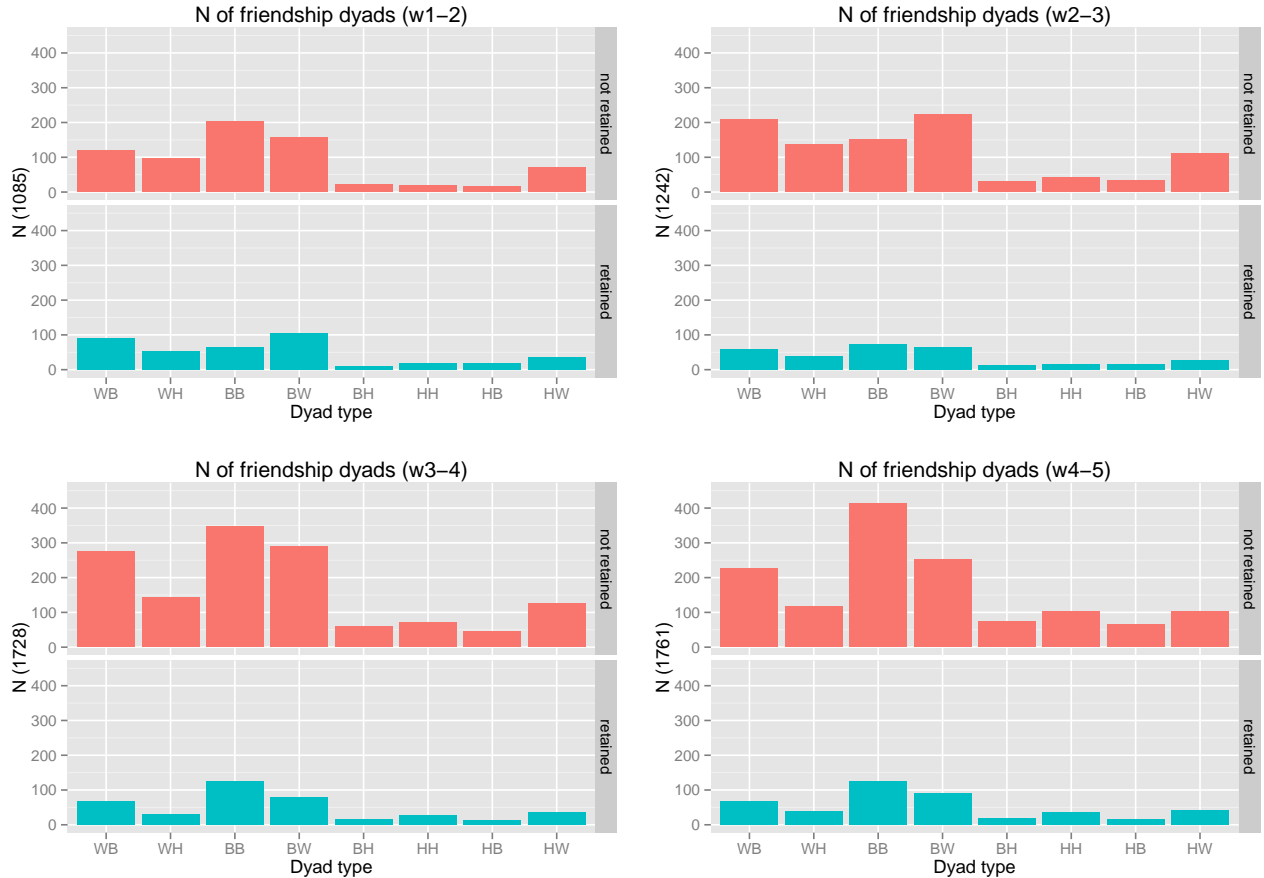 N of friendship dyads (w1−2)
N (1085)
400
300
200
100
0
not retained
400
300
200
100
0
retained
WB WH BB BW BH HH HB HW
Dyad type
N of friendship dyads (w2−3)
N (1242)
400
300
200
100
0
not retained
400
300
200
100
0
retained
WB WH BB BW BH HH HB HW
Dyad type
N of friendship dyads (w3−4)
N (1728)
400
300
200
100
0
not retained
400
300
200
100
0
retained
WB WH BB BW BH HH HB HW
Dyad type
N of friendship dyads (w4−5)
N (1761)
400
300
200
100
0
not retained
400
300
200
100
0
retained
WB WH BB BW BH HH HB HW
Dyad type